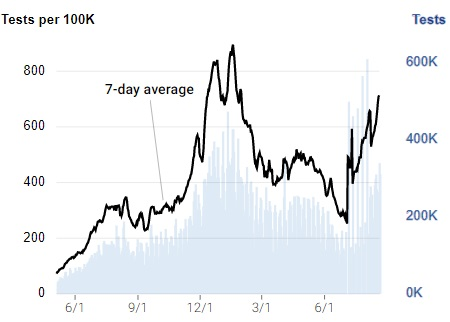 Tests per 100K
Tests
800
600K
7-day average
600
400K
400
200K
200
0
0K
6/1
9/1
12/1
3/1
6/1